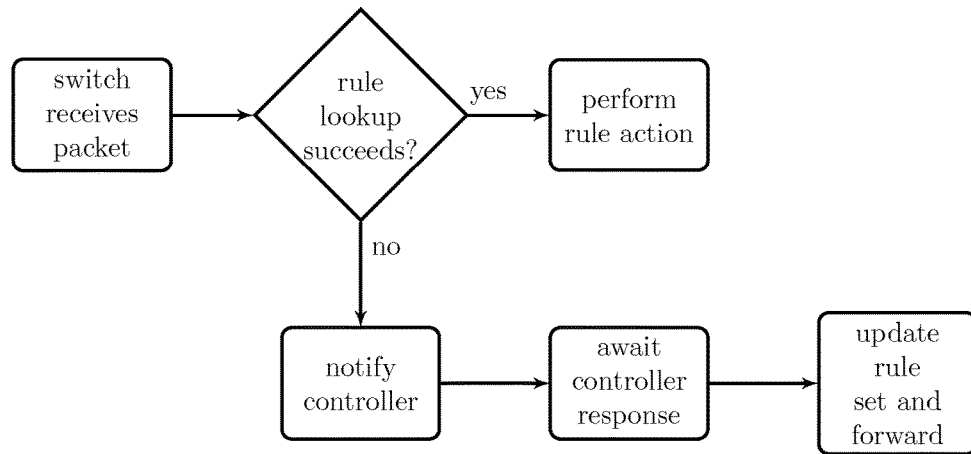 switch
receives
packet
rule
lookup
succeeds?
yes
perform
rule action
no
notify
controller
await
controller
response
update
rule
set and
forward